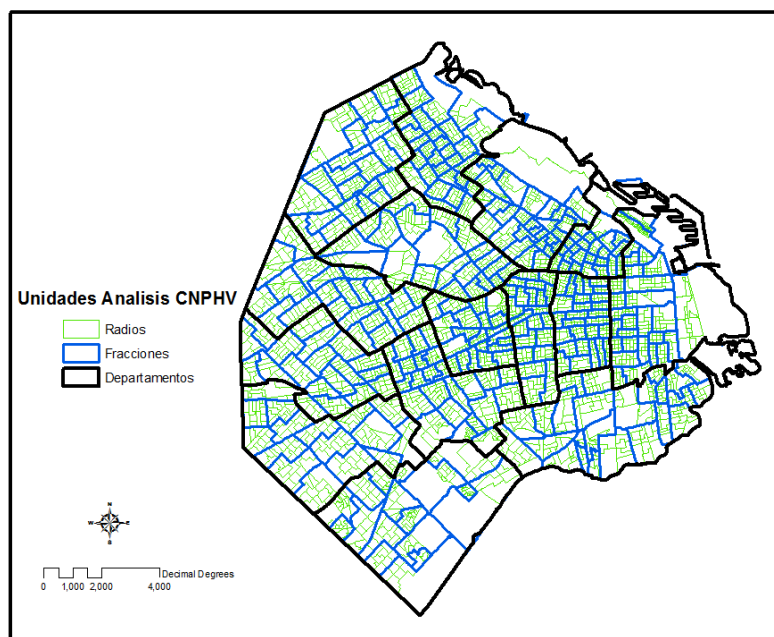 Unidades Analisis CNPHV
Radios
Fracciones
Departamentos
N
W E
S
Decimal Degrees
0 1,000 2,000 4,000